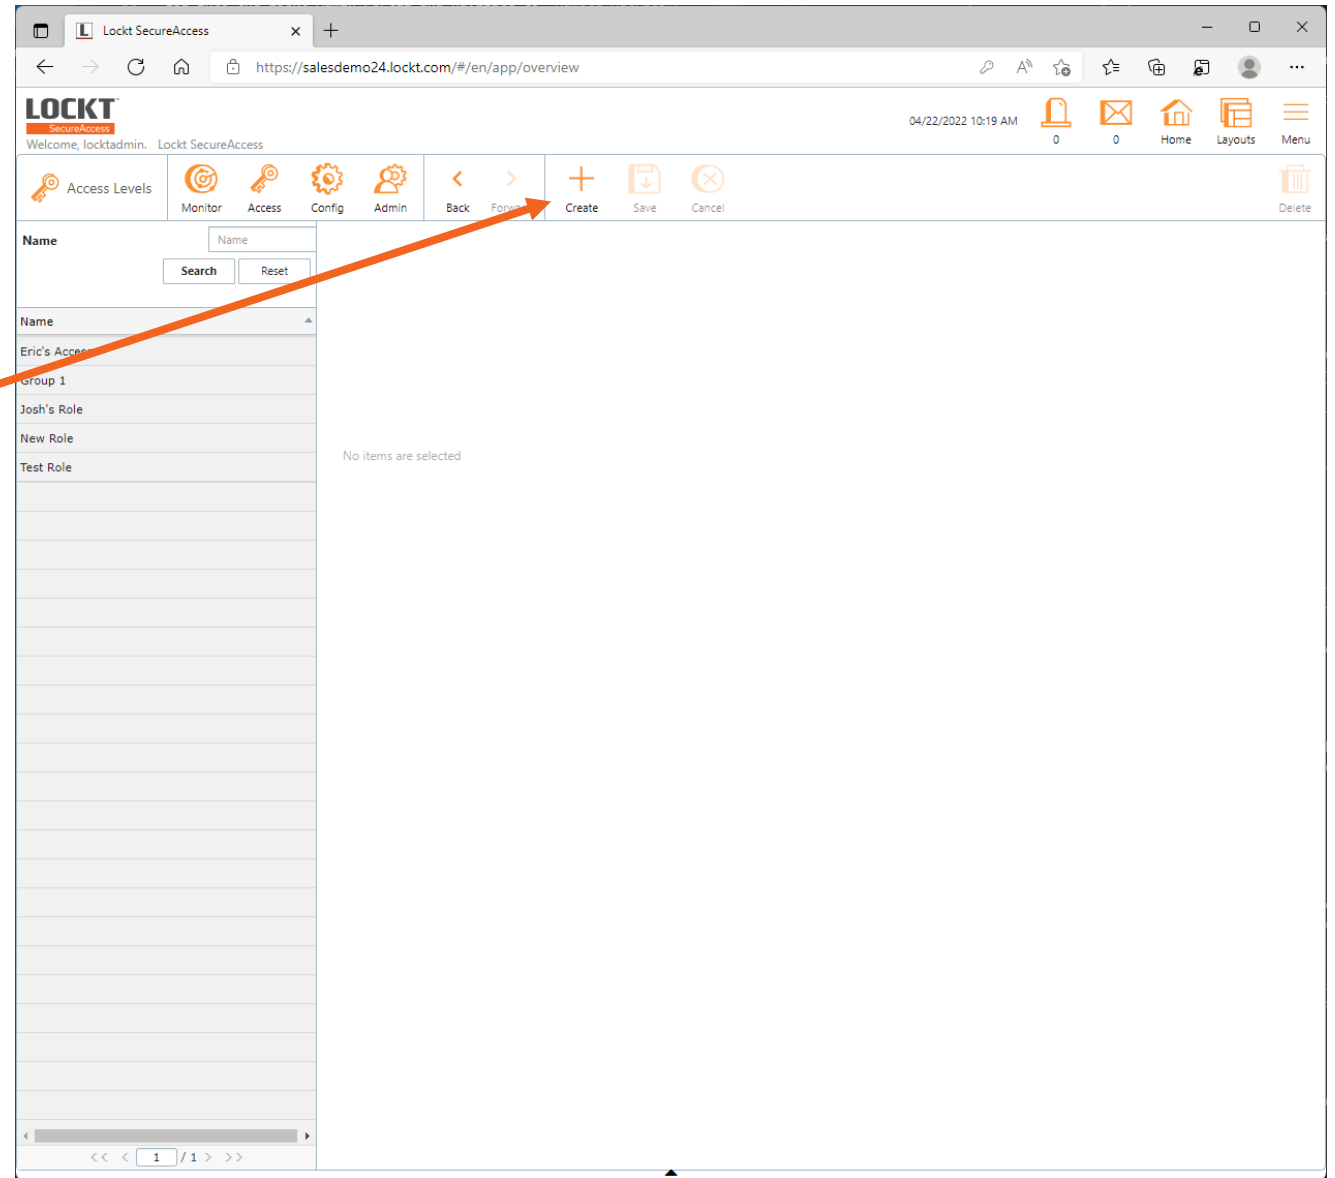 Lockt SecureAccess
https://salesdemo24.lockt.com/#/en/app/overview
LOCKT
SecureAccess
Welcome, locktadmin. Lockt SecureAccess
04/22/2022 10:19 AM
0
0
Home
Layouts
Menu
Access Levels
Monitor
Access
Config
Admin
Back
Create
Save
Cancel
Delete
Name
Name
Search
Reset
Name
Eric's Access
Group 1
Josh's Role
New Role
Test Role
No items are selected
<< < 1 / 1 > >>